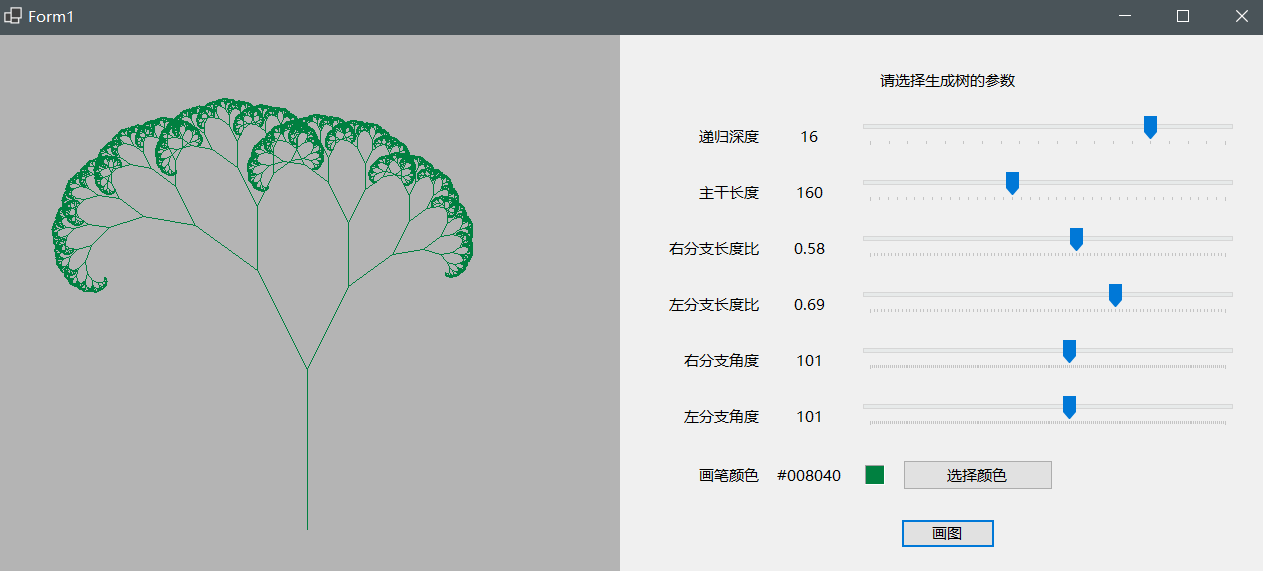 Form1
请选择生成树的参数
递归深度 16
主干长度 160
右分支长度比 0.58
左分支长度比 0.69
右分支角度 101
左分支角度 101
画笔颜色 #008040 选择颜色
画图